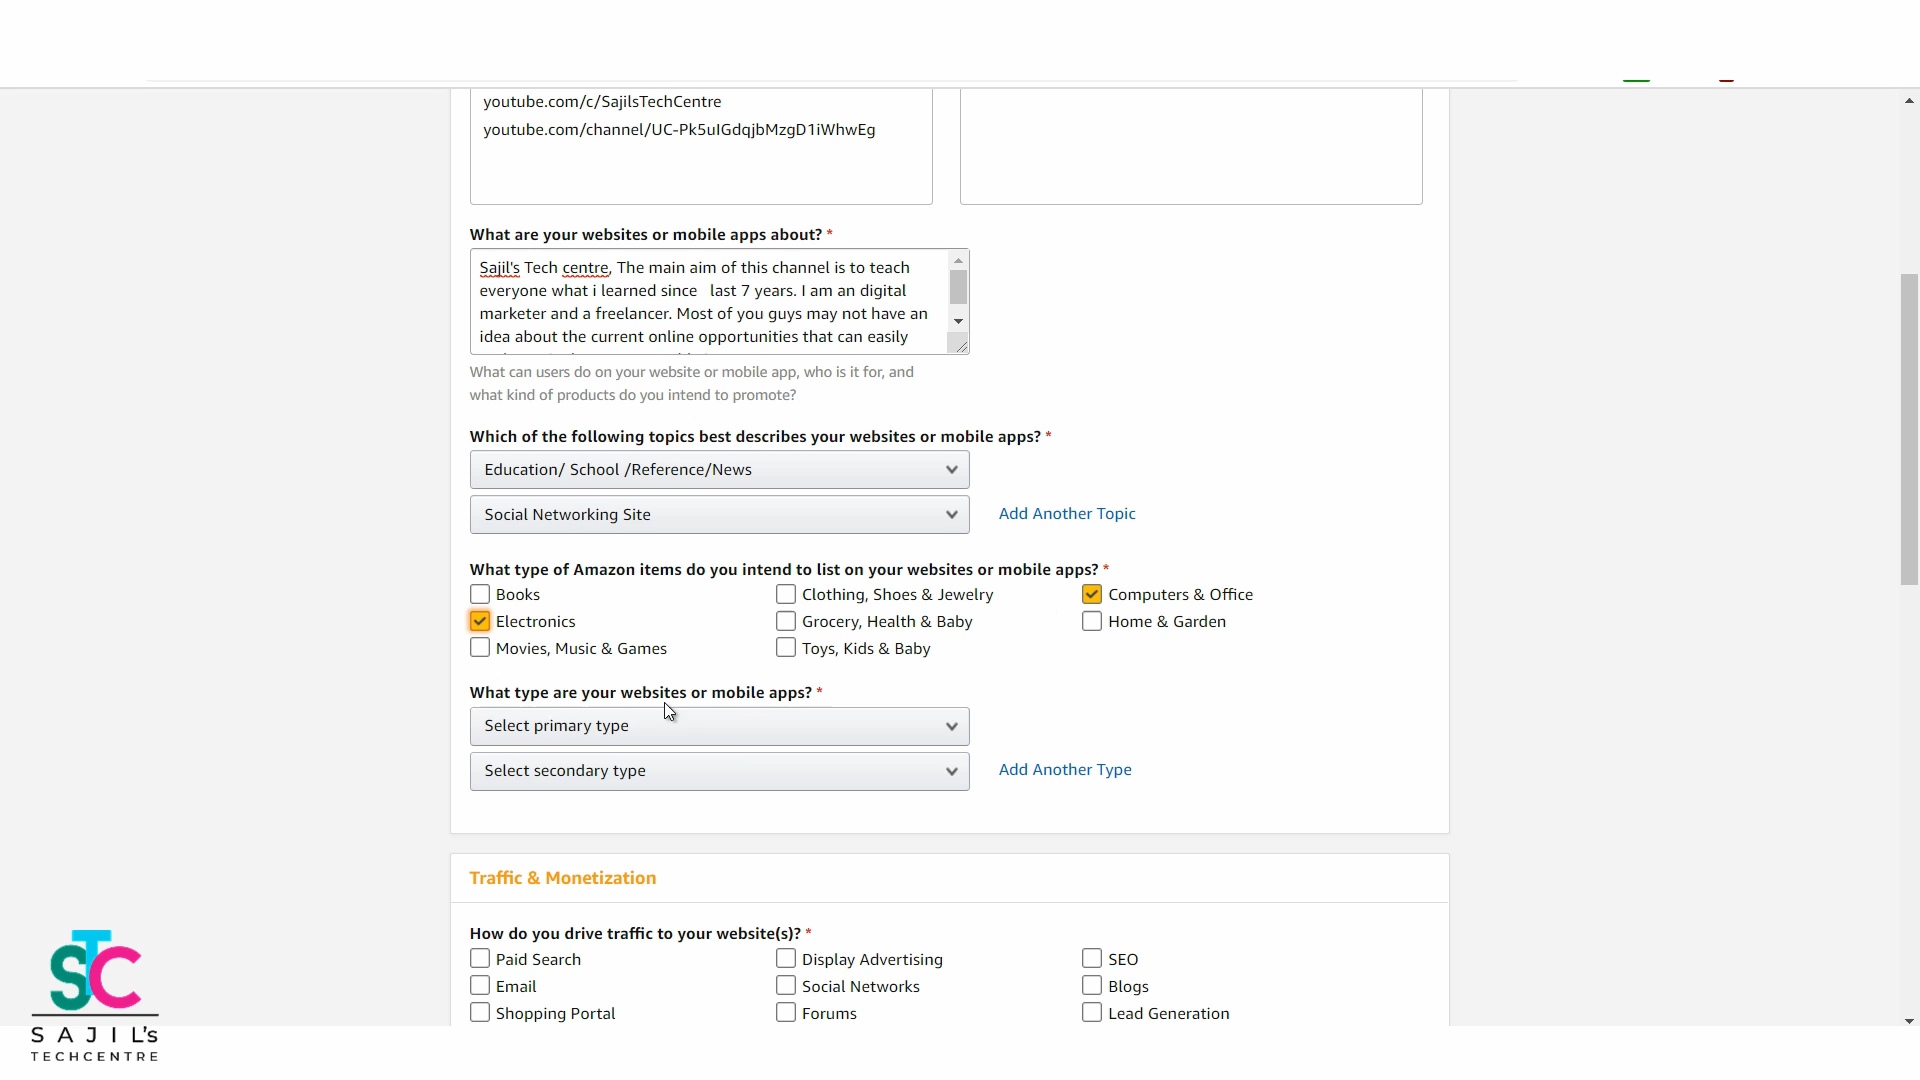 youtube.com/c/SajilsTechCentre
youtube.com/channel/UC-Pk5uIGdqjbMzgD1iWhwEg
What are your websites or mobile apps about? *
Sajil's Tech centre, The main aim of this channel is to teach
everyone what i learned since   last 7 years. I am an digital
marketer and a freelancer. Most of you guys may not have an
idea about the current online opportunities that can easily
What can users do on your website or mobile app, who is it for, and
what kind of products do you intend to promote?
Which of the following topics best describes your websites or mobile apps? *
Education/ School /Reference/News
Social Networking Site
Add Another Topic
What type of Amazon items do you intend to list on your websites or mobile apps? *
Books
Clothing, Shoes & Jewelry
Computers & Office
Electronics
Grocery, Health & Baby
Home & Garden
Movies, Music & Games
Toys, Kids & Baby
What type are your websites or mobile apps? *
Select primary type
Select secondary type
Add Another Type
Traffic & Monetization
How do you drive traffic to your website(s)? *
Paid Search
Display Advertising
SEO
Email
Social Networks
Blogs
Shopping Portal
Forums
Lead Generation
STC
SAJIL's
TECHCENTRE